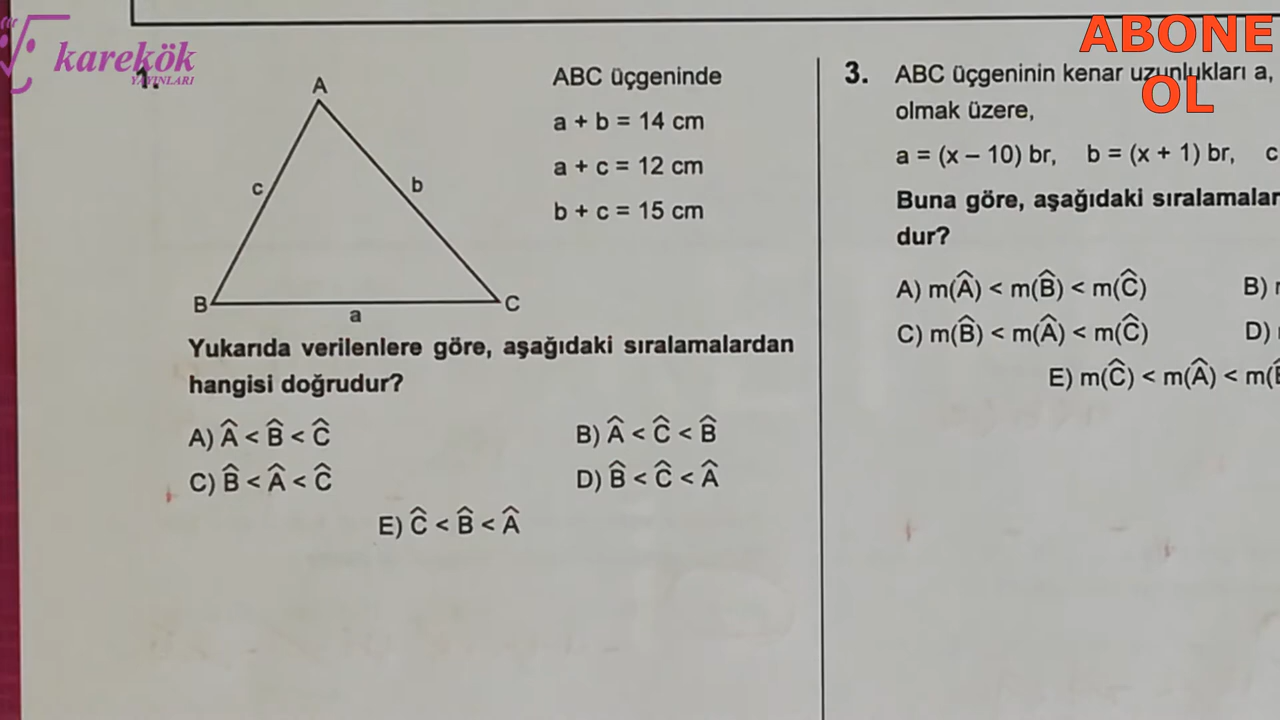 karekök
YAYINLARI
ABONE
OL
1.
A
c
b
B
C
a
ABC üçgeninde
a + b = 14 cm
a + c = 12 cm
b + c = 15 cm
Yukarıda verilenlere göre, aşağıdaki sıralamalardan
hangisi doğrudur?
A) Â < B̂ < Ĉ
B) Â < Ĉ < B̂
C) B̂ < Â < Ĉ
D) B̂ < Ĉ < Â
E) Ĉ < B̂ < Â
3. ABC üçgeninin kenar uzunlukları a,
olmak üzere,
a = (x – 10) br, b = (x + 1) br, c
Buna göre, aşağıdaki sıralamalar
dur?
A) m(Â) < m(B̂) < m(Ĉ)
B)
C) m(B̂) < m(Â) < m(Ĉ)
D)
E) m(Ĉ) < m(Â) < m(